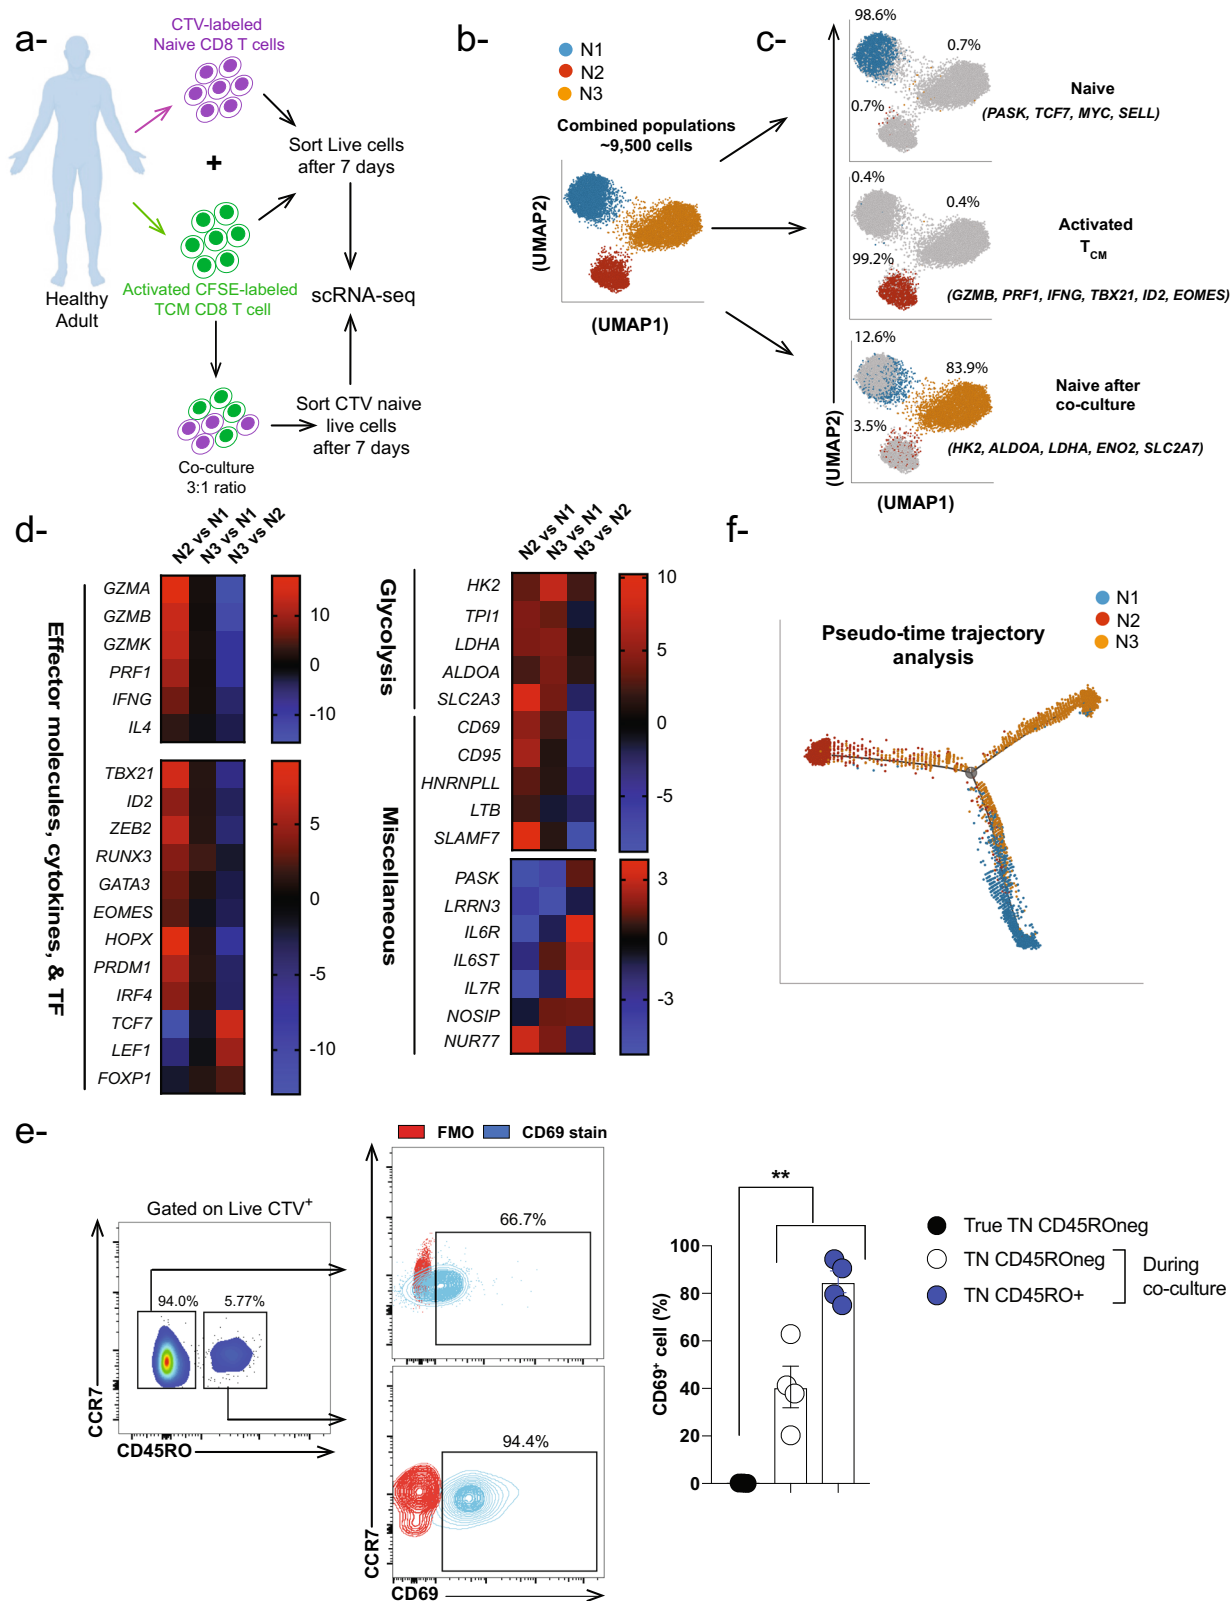 a-
CTV-labeled
Naive CD8 T cells
+
Sort Live cells
after 7 days
Healthy
Adult
Activated CFSE-labeled
TCM CD8 T cell
scRNA-seq
Co-culture
3:1 ratio
Sort CTV naive
live cells
after 7 days
b-
N1
N2
N3
Combined populations
~9,500 cells
(UMAP2)
(UMAP1)
c-
98.6%
0.7%
0.7%
Naive
(PASK, TCF7, MYC, SELL)
0.4%
0.4%
99.2%
Activated
TCM
(GZMB, PRF1, IFNG, TBX21, ID2, EOMES)
12.6%
83.9%
3.5%
Naive after
co-culture
(HK2, ALDOA, LDHA, ENO2, SLC2A7)
(UMAP2)
(UMAP1)
d-
N2 vs N1
N3 vs N1
N3 vs N2
Effector molecules, cytokines, & TF
GZMA
GZMB
GZMK
PRF1
IFNG
IL4
10
0
-10
TBX21
ID2
ZEB2
RUNX3
GATA3
EOMES
HOPX
PRDM1
IRF4
TCF7
LEF1
FOXP1
5
0
-5
-10
N2 vs N1
N3 vs N1
N3 vs N2
Glycolysis
HK2
TPI1
LDHA
ALDOA
SLC2A3
Miscellaneous
CD69
CD95
HNRNPLL
LTB
SLAMF7
10
5
0
-5
PASK
LRRN3
IL6R
IL6ST
IL7R
NOSIP
NUR77
3
0
-3
f-
N1
N2
N3
Pseudo-time trajectory
analysis
e-
Gated on Live CTV+
94.0%
5.77%
CCR7
CD45RO
FMO
CD69 stain
66.7%
94.4%
CCR7
CD69
**
100
80
60
40
20
0
CD69+ cell (%)
True TN CD45ROneg
TN CD45ROneg
TN CD45RO+
During
co-culture